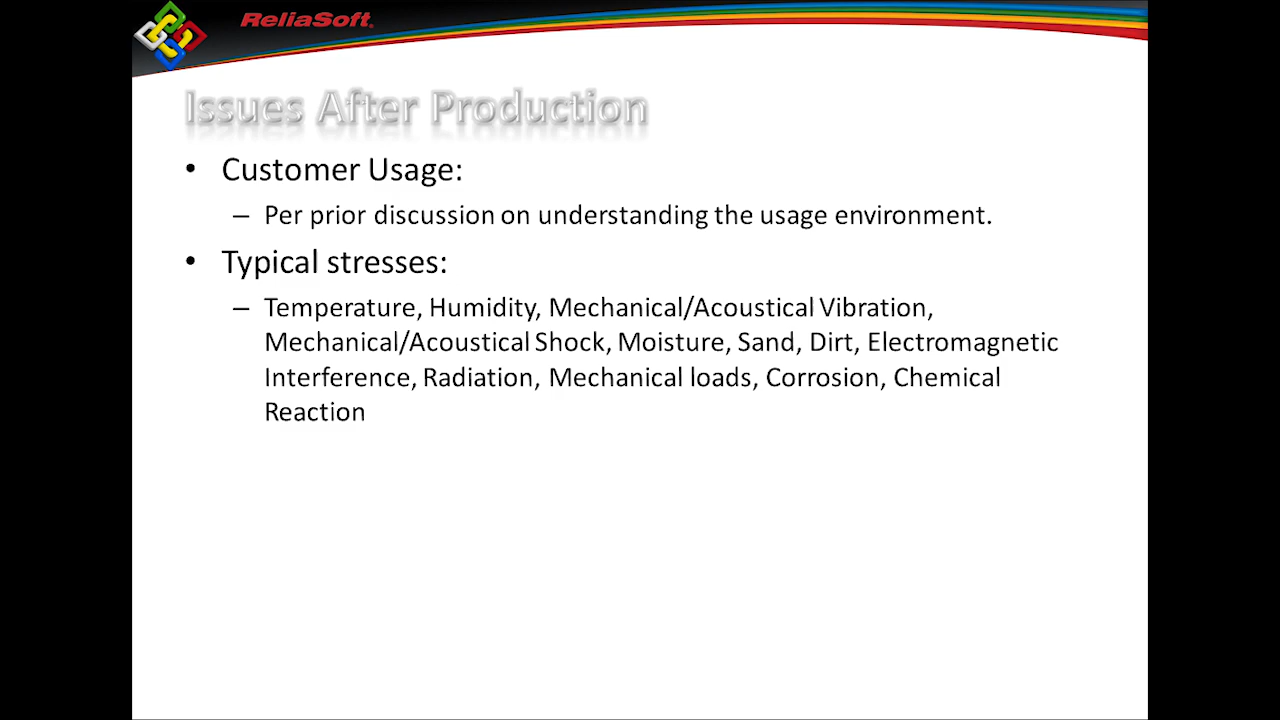 ReliaSoft.
Issues After Production
• Customer Usage:
– Per prior discussion on understanding the usage environment.
• Typical stresses:
– Temperature, Humidity, Mechanical/Acoustical Vibration,
Mechanical/Acoustical Shock, Moisture, Sand, Dirt, Electromagnetic
Interference, Radiation, Mechanical loads, Corrosion, Chemical
Reaction